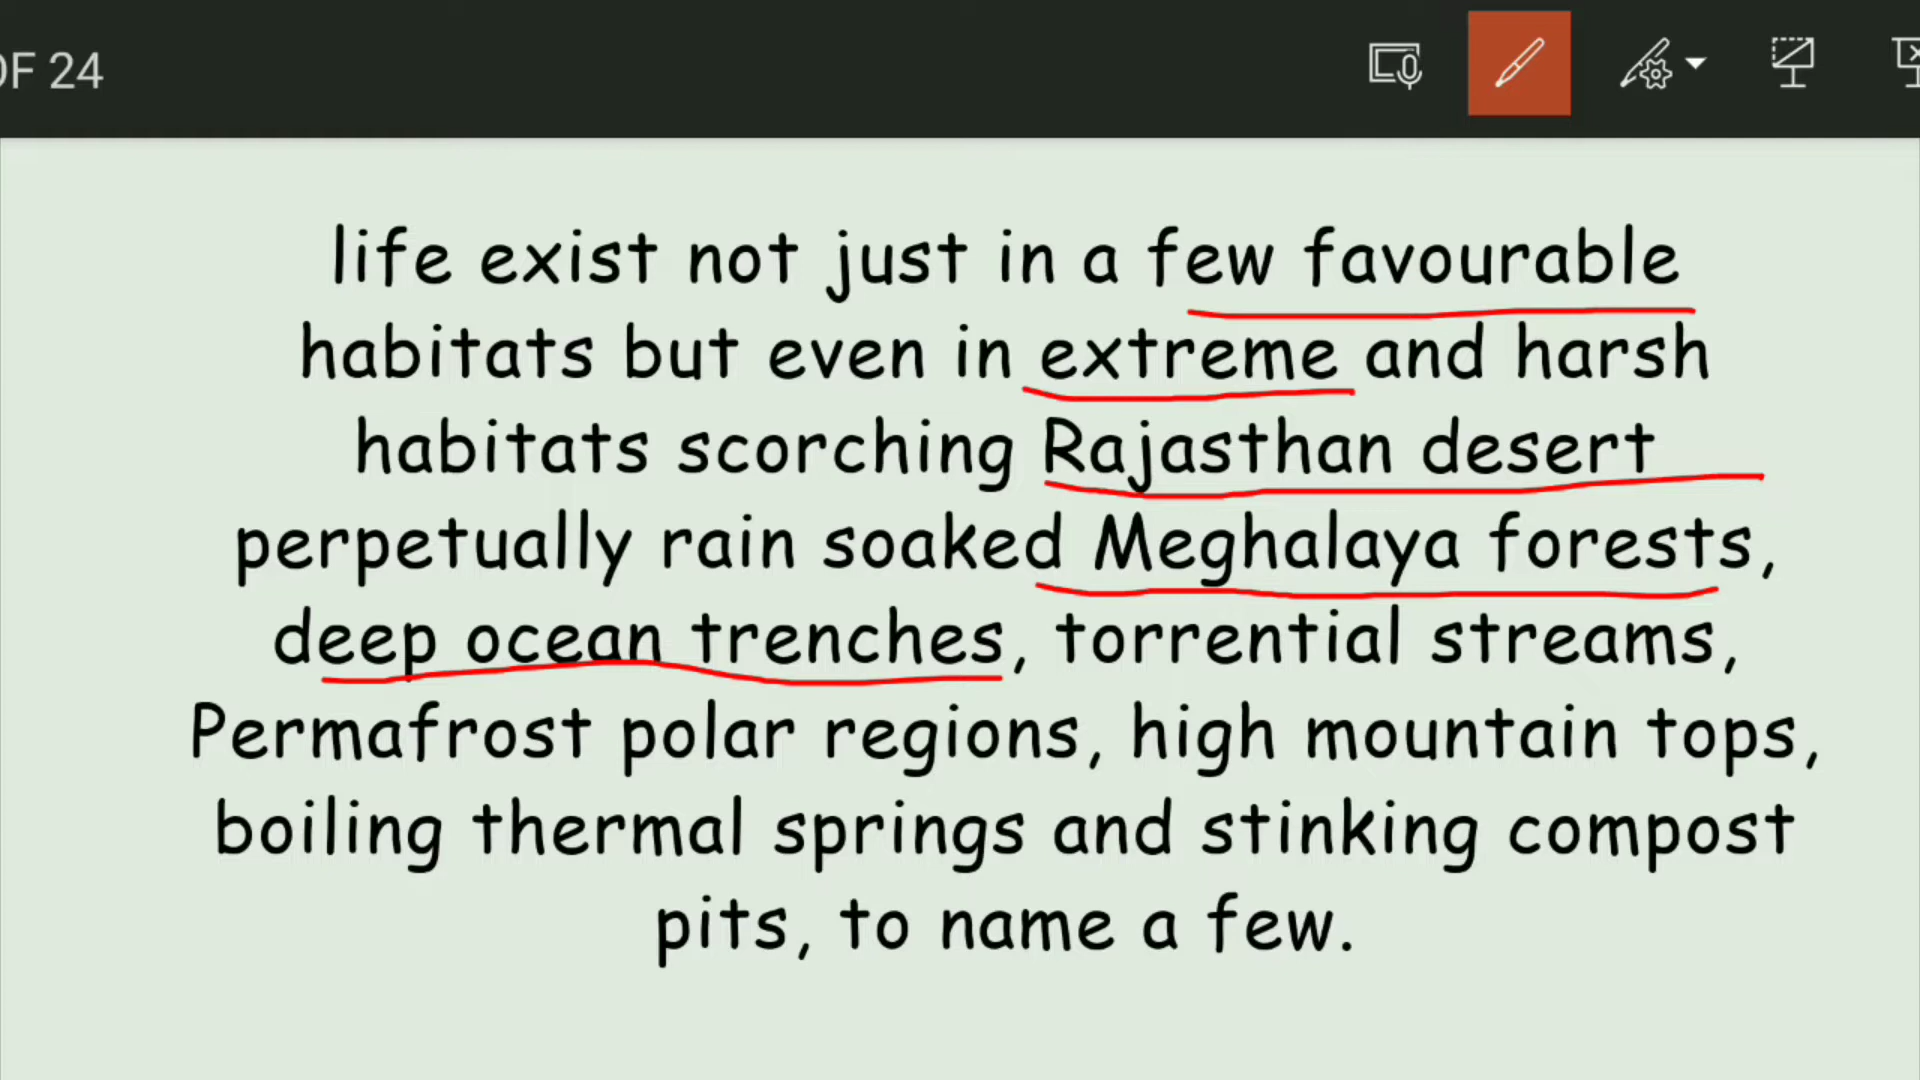 OF 24
life exist not just in a few favourable
habitats but even in extreme and harsh
habitats scorching Rajasthan desert
perpetually rain soaked Meghalaya forests,
deep ocean trenches, torrential streams,
Permafrost polar regions, high mountain tops,
boiling thermal springs and stinking compost
pits, to name a few.